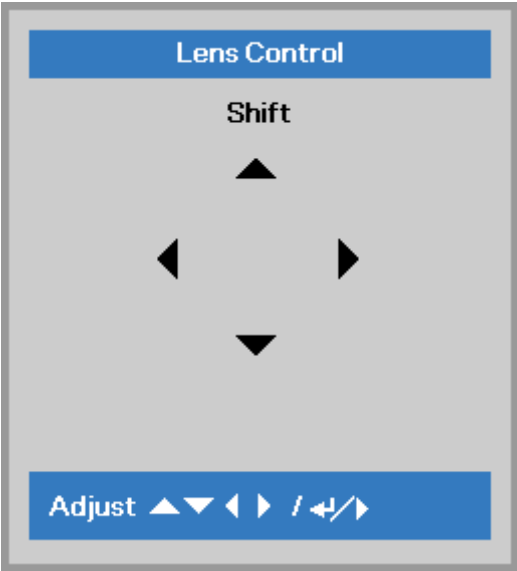 Lens Control
Shift
Adjust ▲▼◀ ▶ / ↵/▶